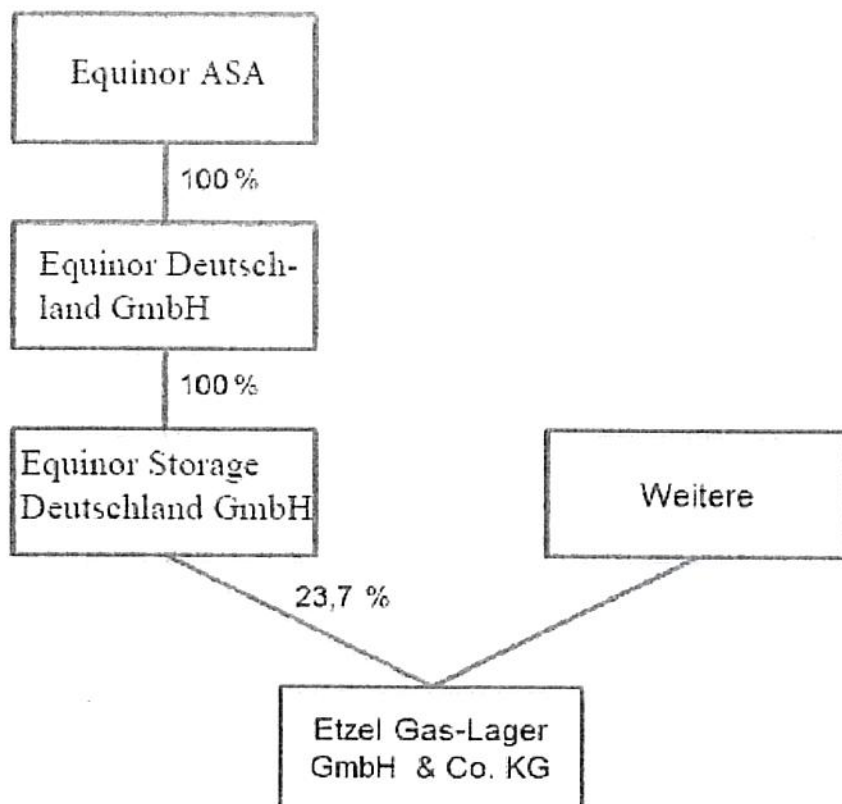 Equinor ASA
100 %
Equinor Deutsch-
land GmbH
100 %
Equinor Storage
Deutschland GmbH
Weitere
23,7 %
Etzel Gas-Lager
GmbH & Co. KG